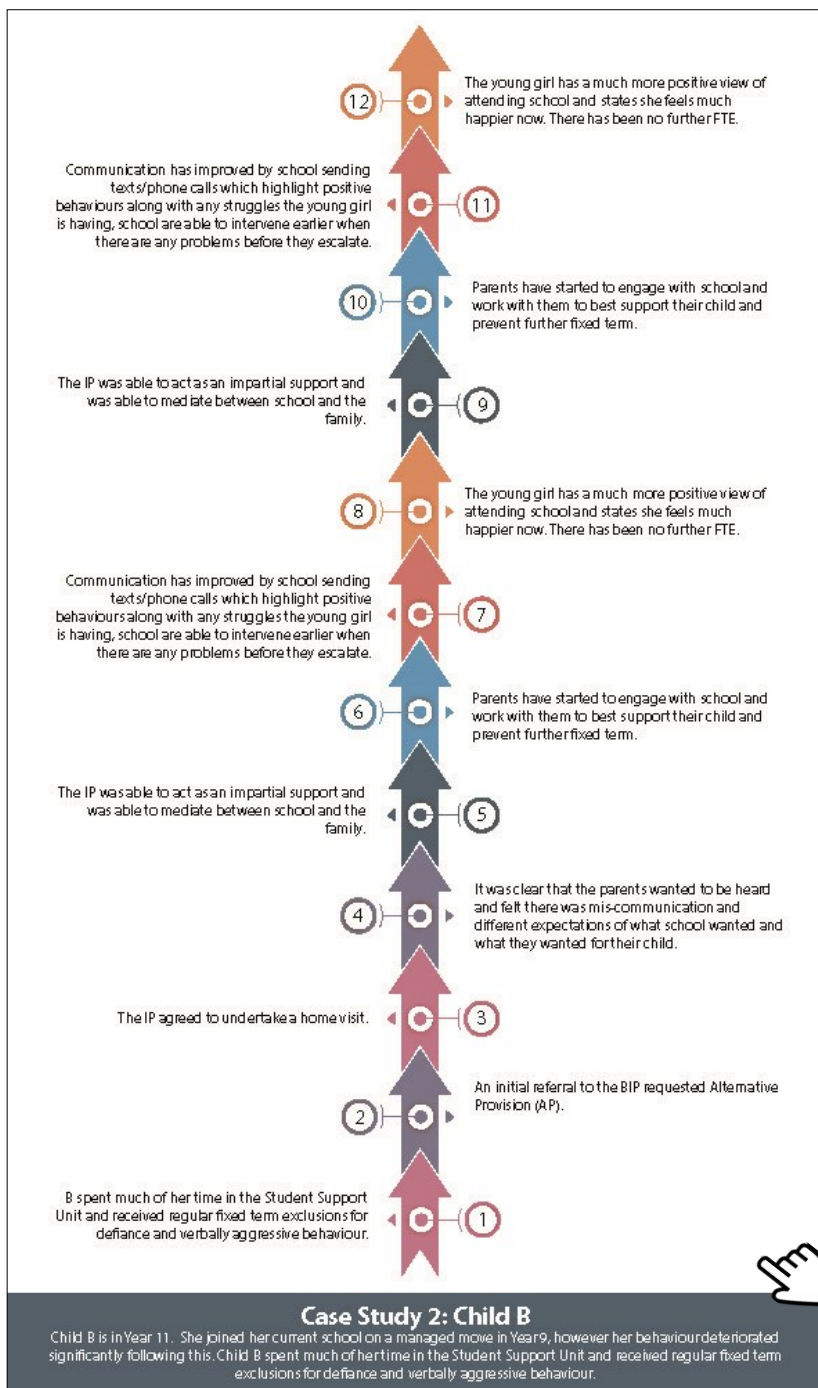 12
The young girl has a much more positive view of
attending school and states she feels much
happier now. There has been no further FTE.
Communication has improved by school sending
texts/phone calls which highlight positive
behaviours along with any struggles the young girl
is having, school are able to intervene earlier when
there are any problems before they escalate.
11
10
Parents have started to engage with school and
work with them to best support their child and
prevent further fixed term.
The IP was able to act as an impartial support and
was able to mediate between school and the
family.
9
8
The young girl has a much more positive view of
attending school and states she feels much
happier now. There has been no further FTE.
Communication has improved by school sending
texts/phone calls which highlight positive
behaviours along with any struggles the young girl
is having, school are able to intervene earlier when
there are any problems before they escalate.
7
6
Parents have started to engage with school and
work with them to best support their child and
prevent further fixed term.
The IP was able to act as an impartial support and
was able to mediate between school and the
family.
5
4
It was clear that the parents wanted to be heard
and felt there was mis-communication and
different expectations of what school wanted and
what they wanted for their child.
The IP agreed to undertake a home visit.
3
2
An initial referral to the BIP requested Alternative
Provision (AP).
B spent much of her time in the Student Support
Unit and received regular fixed term exclusions for
defiance and verbally aggressive behaviour.
1
Case Study 2: Child B
Child B is in Year 11. She joined her current school on a managed move in Year 9, however her behaviour deteriorated
significantly following this. Child B spent much of her time in the Student Support Unit and received regular fixed term
exclusions for defiance and verbally aggressive behaviour.